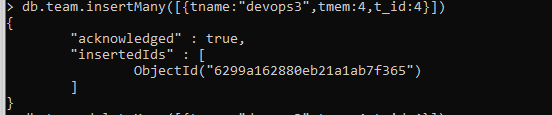 > db.team.insertMany([{tname:"devops3",tmem:4,t_id:4}])
{
        "acknowledged" : true,
        "insertedIds" : [
                ObjectId("6299a162880eb21a1ab7f365")
        ]
}